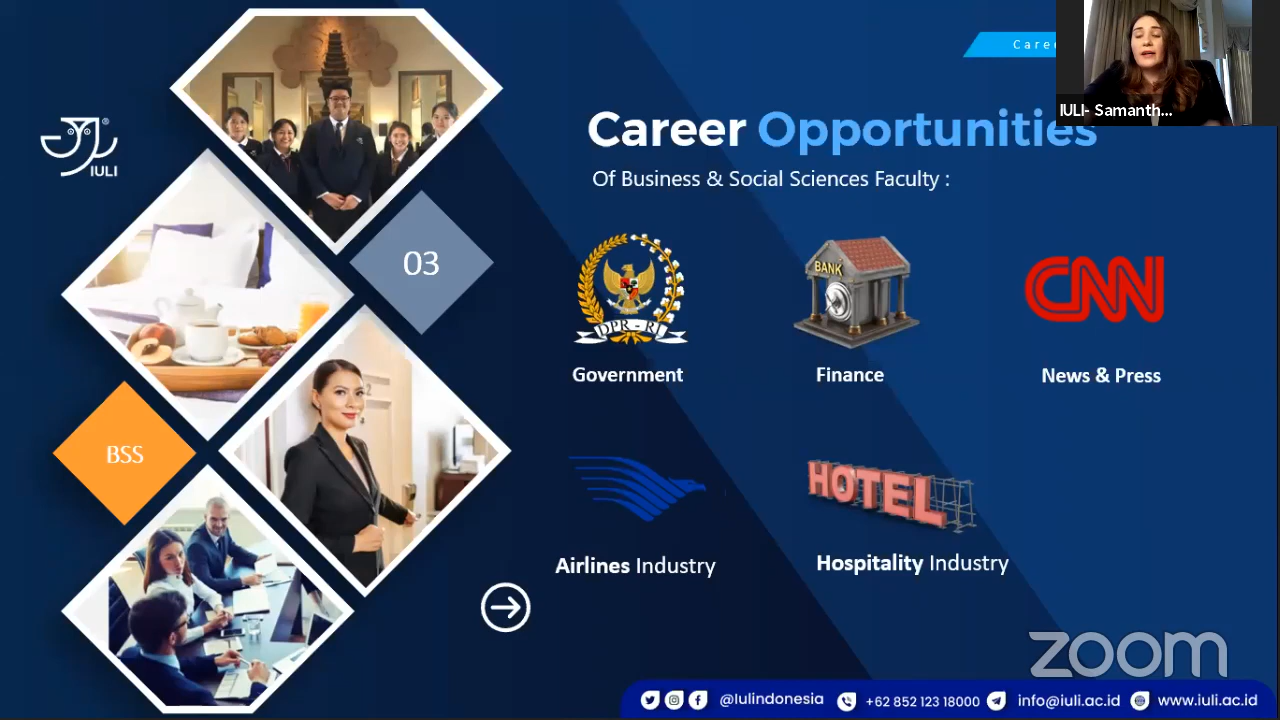 IULI
03
BSS
Caree
IULI- Samanth...
Career Opportunities
Of Business & Social Sciences Faculty :
DPR - RI
Government
BANK
Finance
CNN
News & Press
Airlines Industry
HOTEL
Hospitality Industry
zoom
@Iulindonesia
+62 852 123 18000
info@iuli.ac.id
www.iuli.ac.id